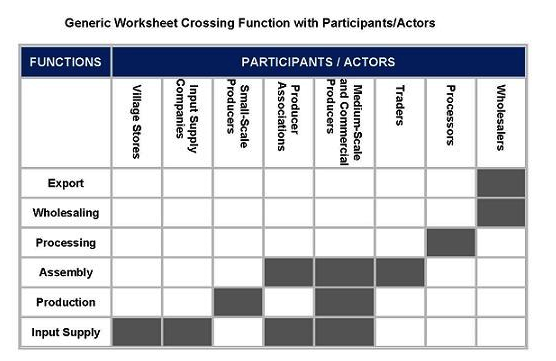 Generic Worksheet Crossing Function with Participants/Actors
FUNCTIONS
PARTICIPANTS / ACTORS
Village Stores
Input Supply
Companies
Small-Scale
Producers
Producer
Associations
Medium-Scale
and Commercial
Producers
Traders
Processors
Wholesalers
Export
Wholesaling
Processing
Assembly
Production
Input Supply